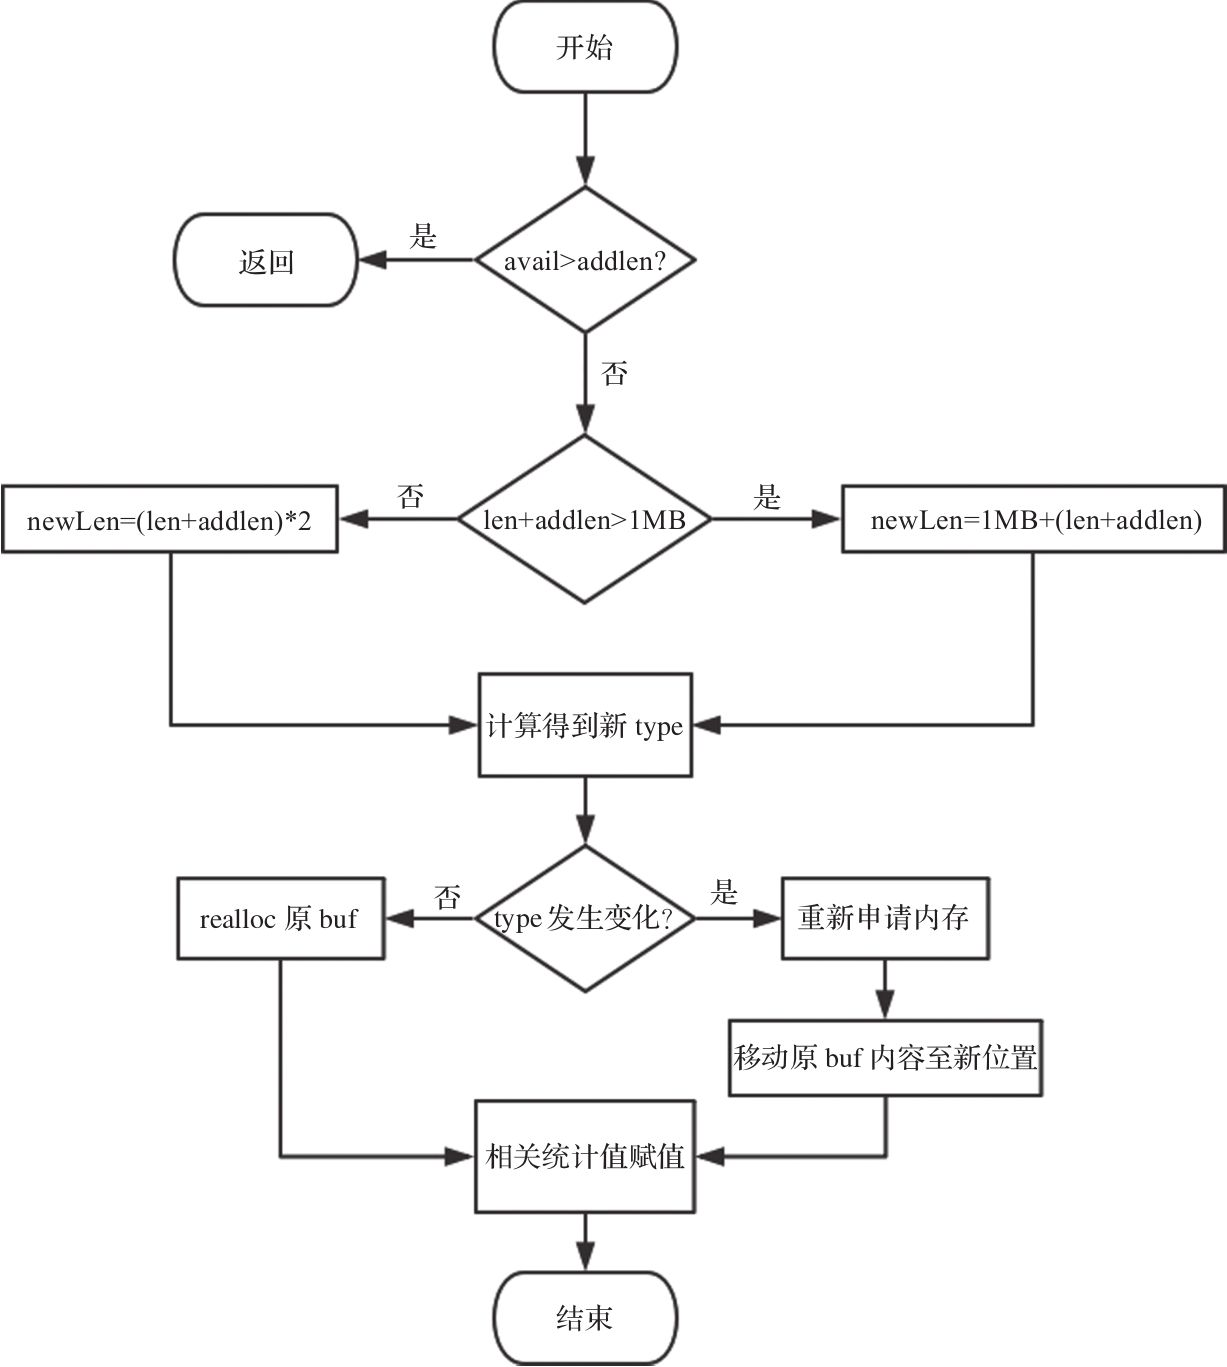 开始
avail>addlen?
是
返回
否
len+addlen>1MB
否
newLen=(len+addlen)*2
是
newLen=1MB+(len+addlen)
计算得到新 type
type 发生变化?
否
realloc 原 buf
是
重新申请内存
移动原 buf 内容至新位置
相关统计值赋值
结束